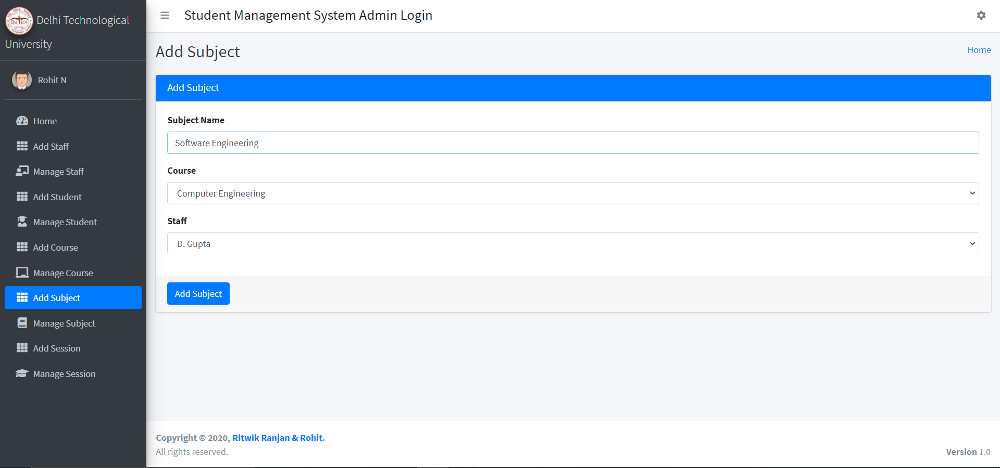 DELTECH
Delhi Technological
University
Rohit N
Home
Add Staff
Manage Staff
Add Student
Manage Student
Add Course
Manage Course
Add Subject
Manage Subject
Add Session
Manage Session
Student Management System Admin Login
Add Subject
Home
Add Subject
Subject Name
Software Engineering
Course
Computer Engineering
Staff
D. Gupta
Add Subject
Copyright © 2020, Ritwik Ranjan & Rohit.
All rights reserved.
Version 1.0